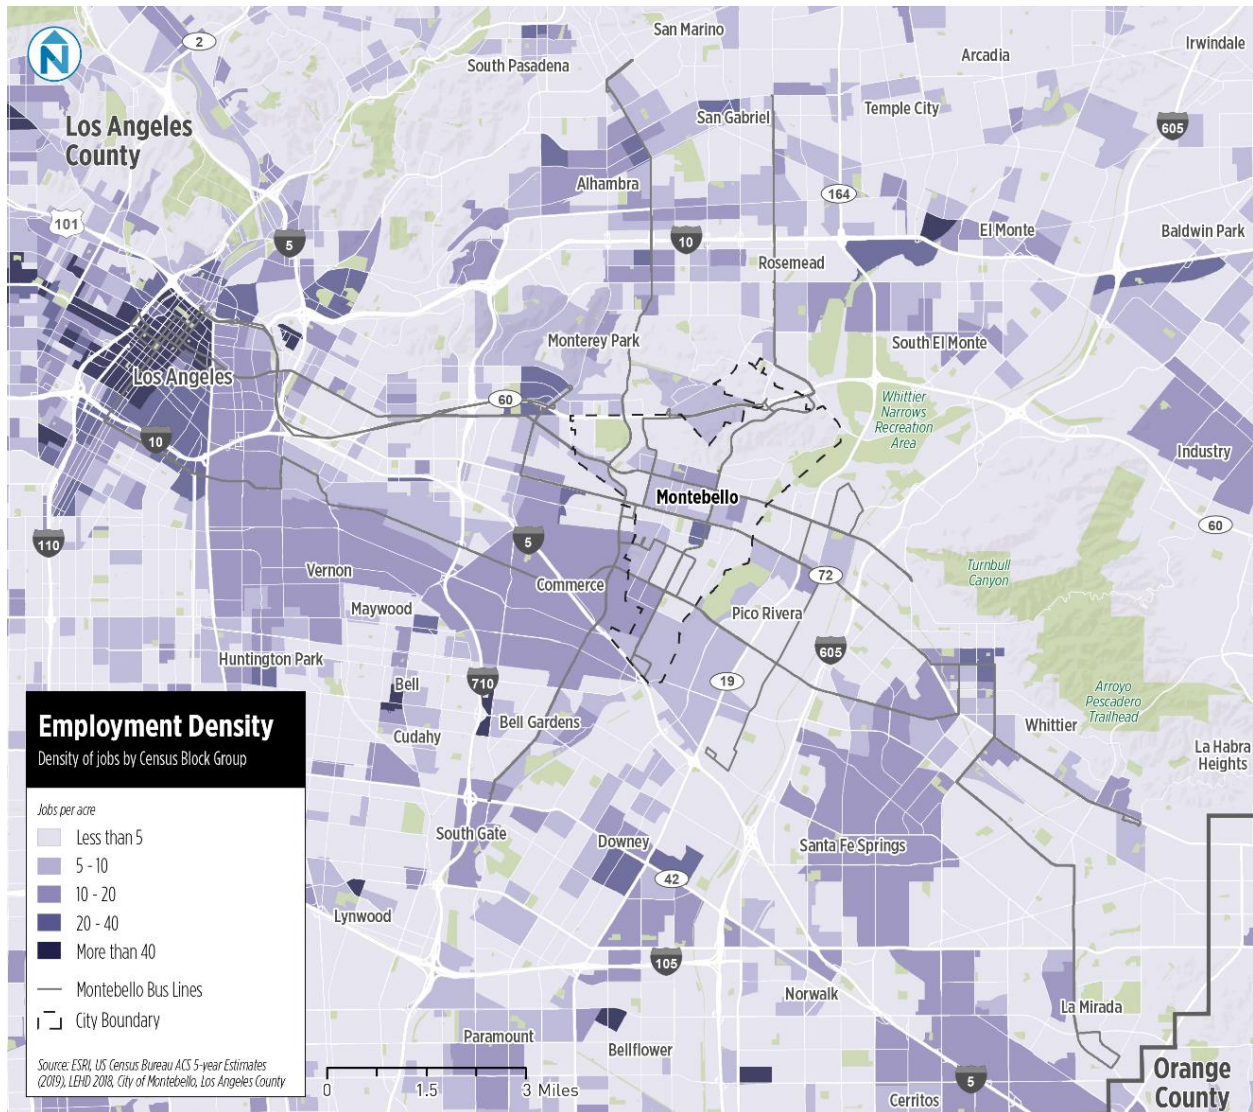 N
2
San Marino
Irwindale
Arcadia
South Pasadena
Los Angeles
County
San Gabriel
Temple City
605
Alhambra
164
101
5
10
El Monte
Baldwin Park
Rosemead
Monterey Park
South El Monte
Los Angeles
60
Whittier
Narrows
Recreation
Area
10
Industry
Montebello
60
110
5
Turnbull
Canyon
Vernon
Commerce
72
Maywood
Pico Rivera
605
Huntington Park
Bell
710
19
Arroyo
Pescadero
Trailhead
Bell Gardens
Whittier
Cudahy
La Habra
Heights
South Gate
Downey
Santa Fe Springs
42
Lynwood
105
Norwalk
La Mirada
Paramount
Bellflower
5
Orange
County
Cerritos
Employment Density
Density of jobs by Census Block Group
Jobs per acre
Less than 5
5 - 10
10 - 20
20 - 40
More than 40
Montebello Bus Lines
City Boundary
Source: ESRI, US Census Bureau ACS 5-year Estimates
(2019), LEHD 2018, City of Montebello, Los Angeles County
0 1.5 3 Miles